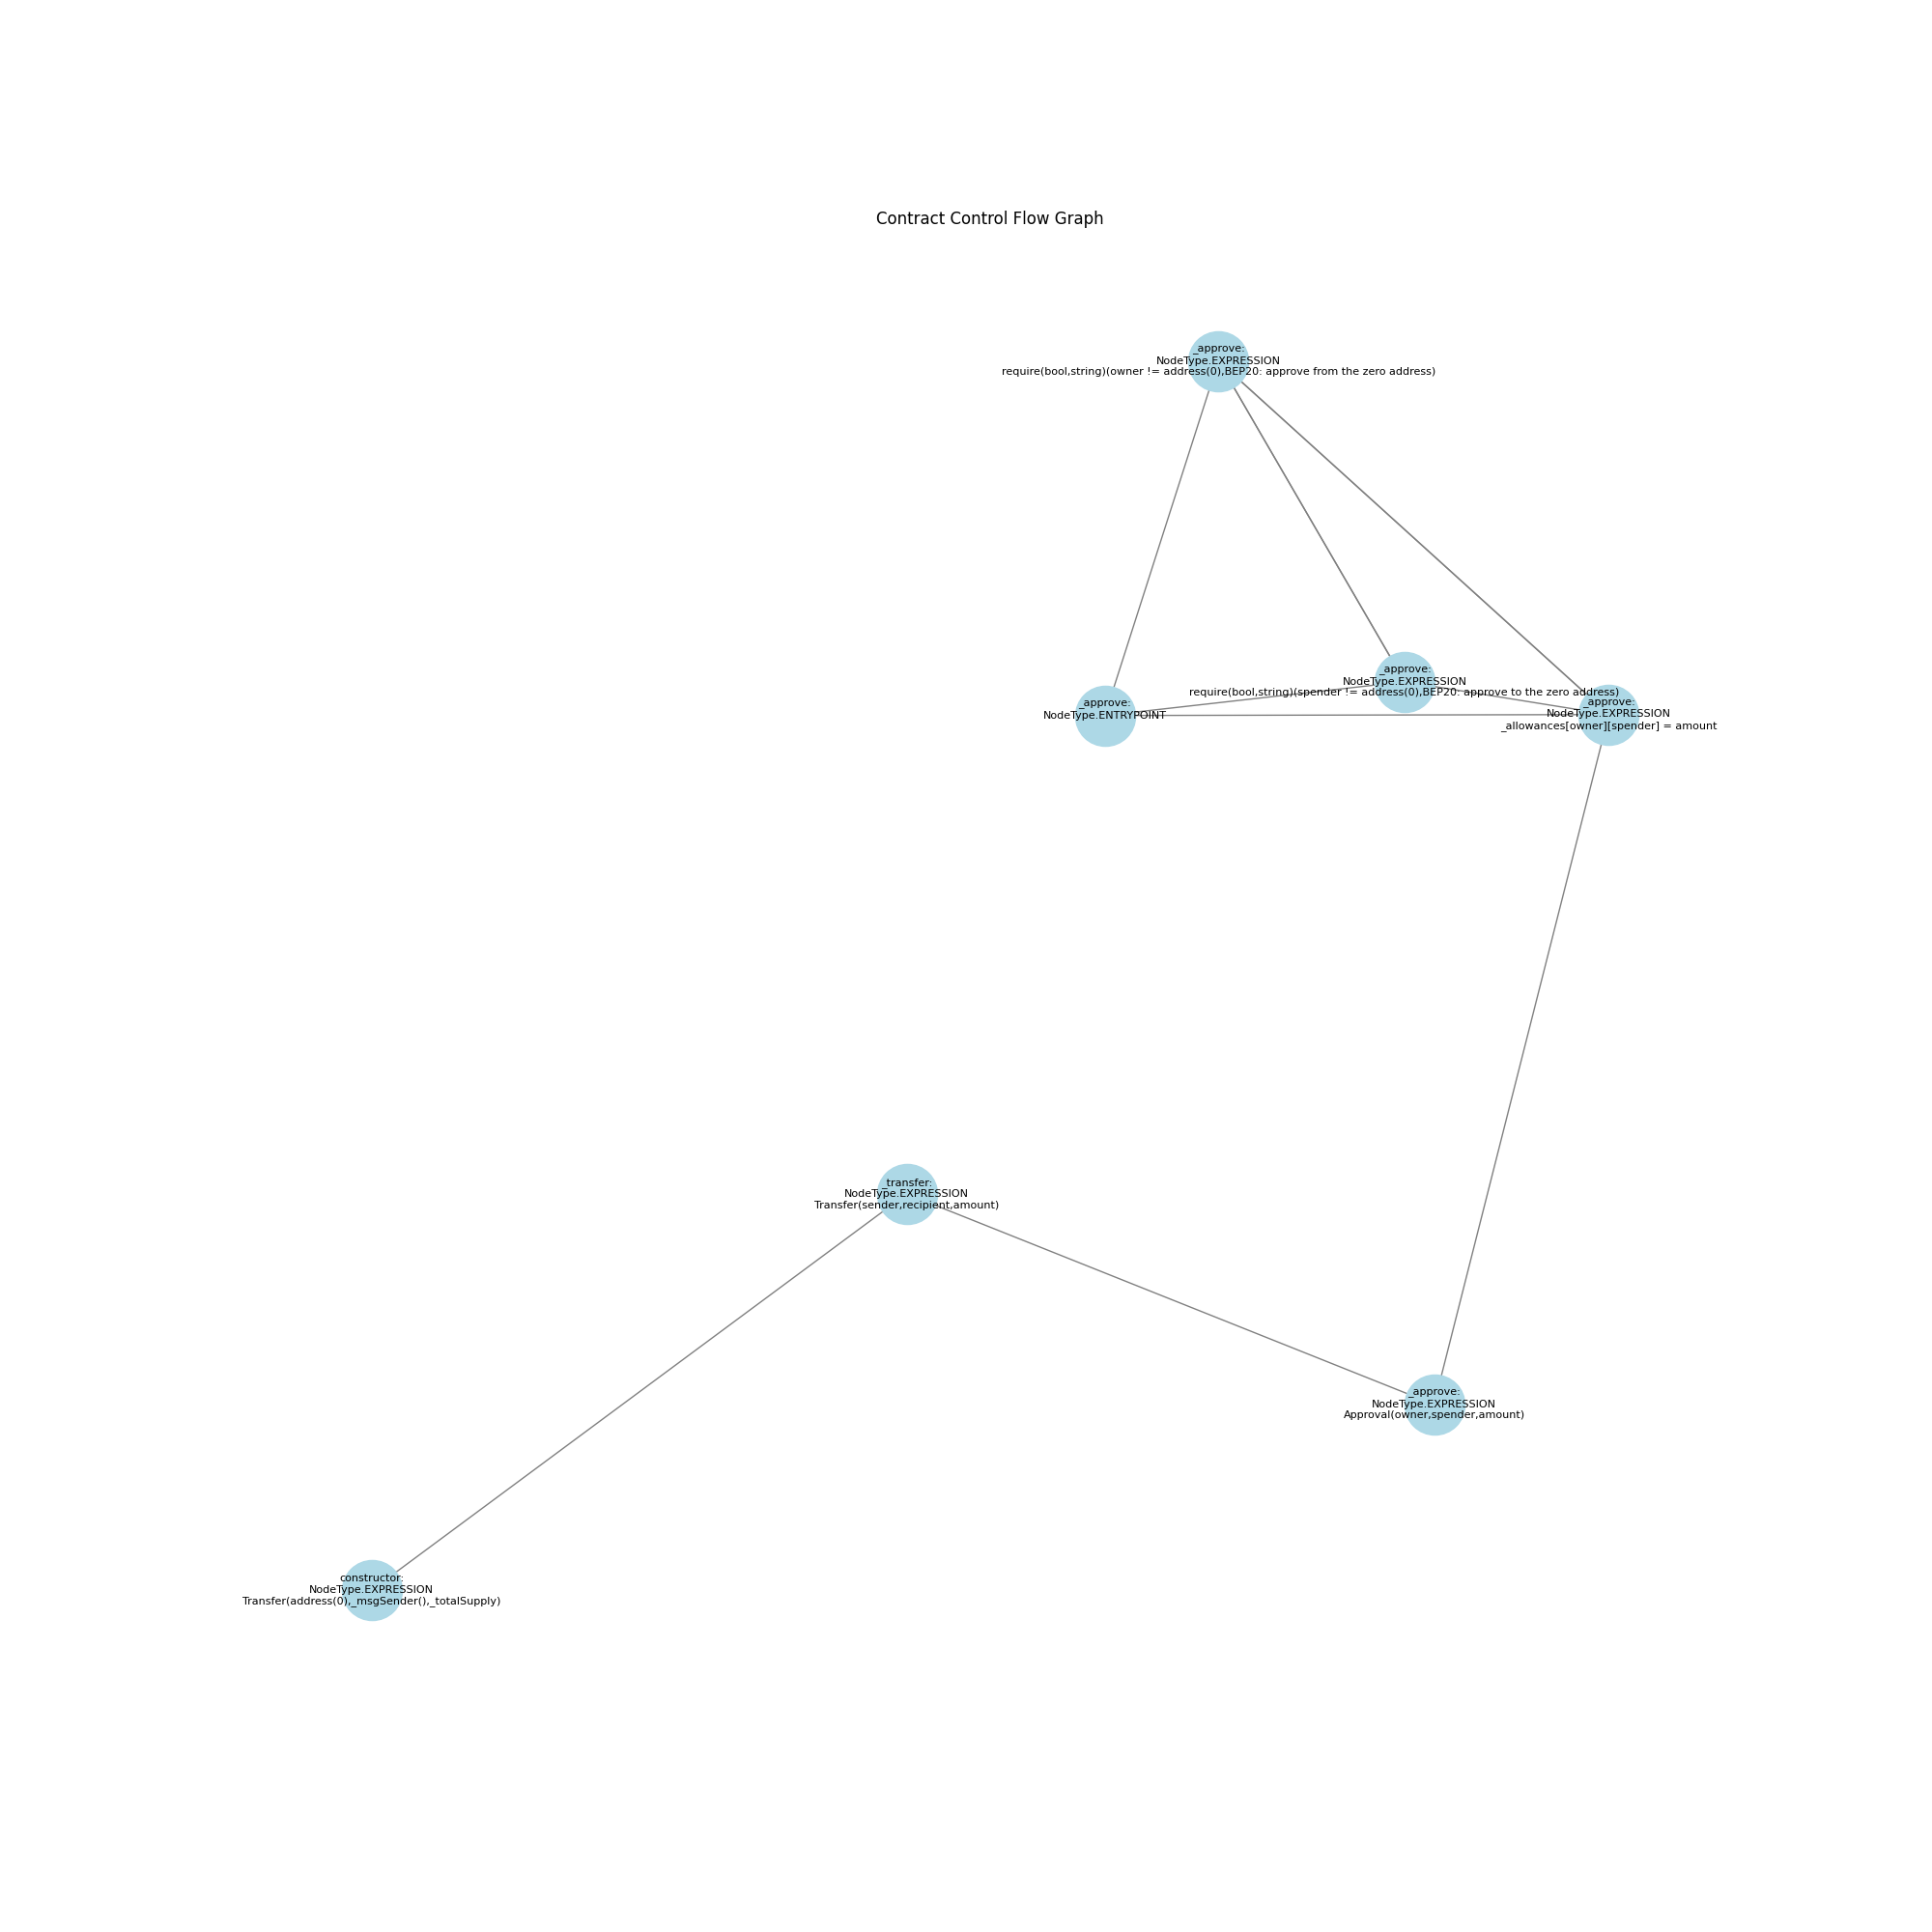 Contract Control Flow Graph
_approve:
NodeType.EXPRESSION
require(bool,string)(owner != address(0),BEP20: approve from the zero address)
_approve:
NodeType.EXPRESSION
require(bool,string)(spender != address(0),BEP20: approve to the zero address)
_approve:
NodeType.ENTRYPOINT
_approve:
NodeType.EXPRESSION
_allowances[owner][spender] = amount
_transfer:
NodeType.EXPRESSION
Transfer(sender,recipient,amount)
_approve:
NodeType.EXPRESSION
Approval(owner,spender,amount)
constructor:
NodeType.EXPRESSION
Transfer(address(0),_msgSender(),_totalSupply)